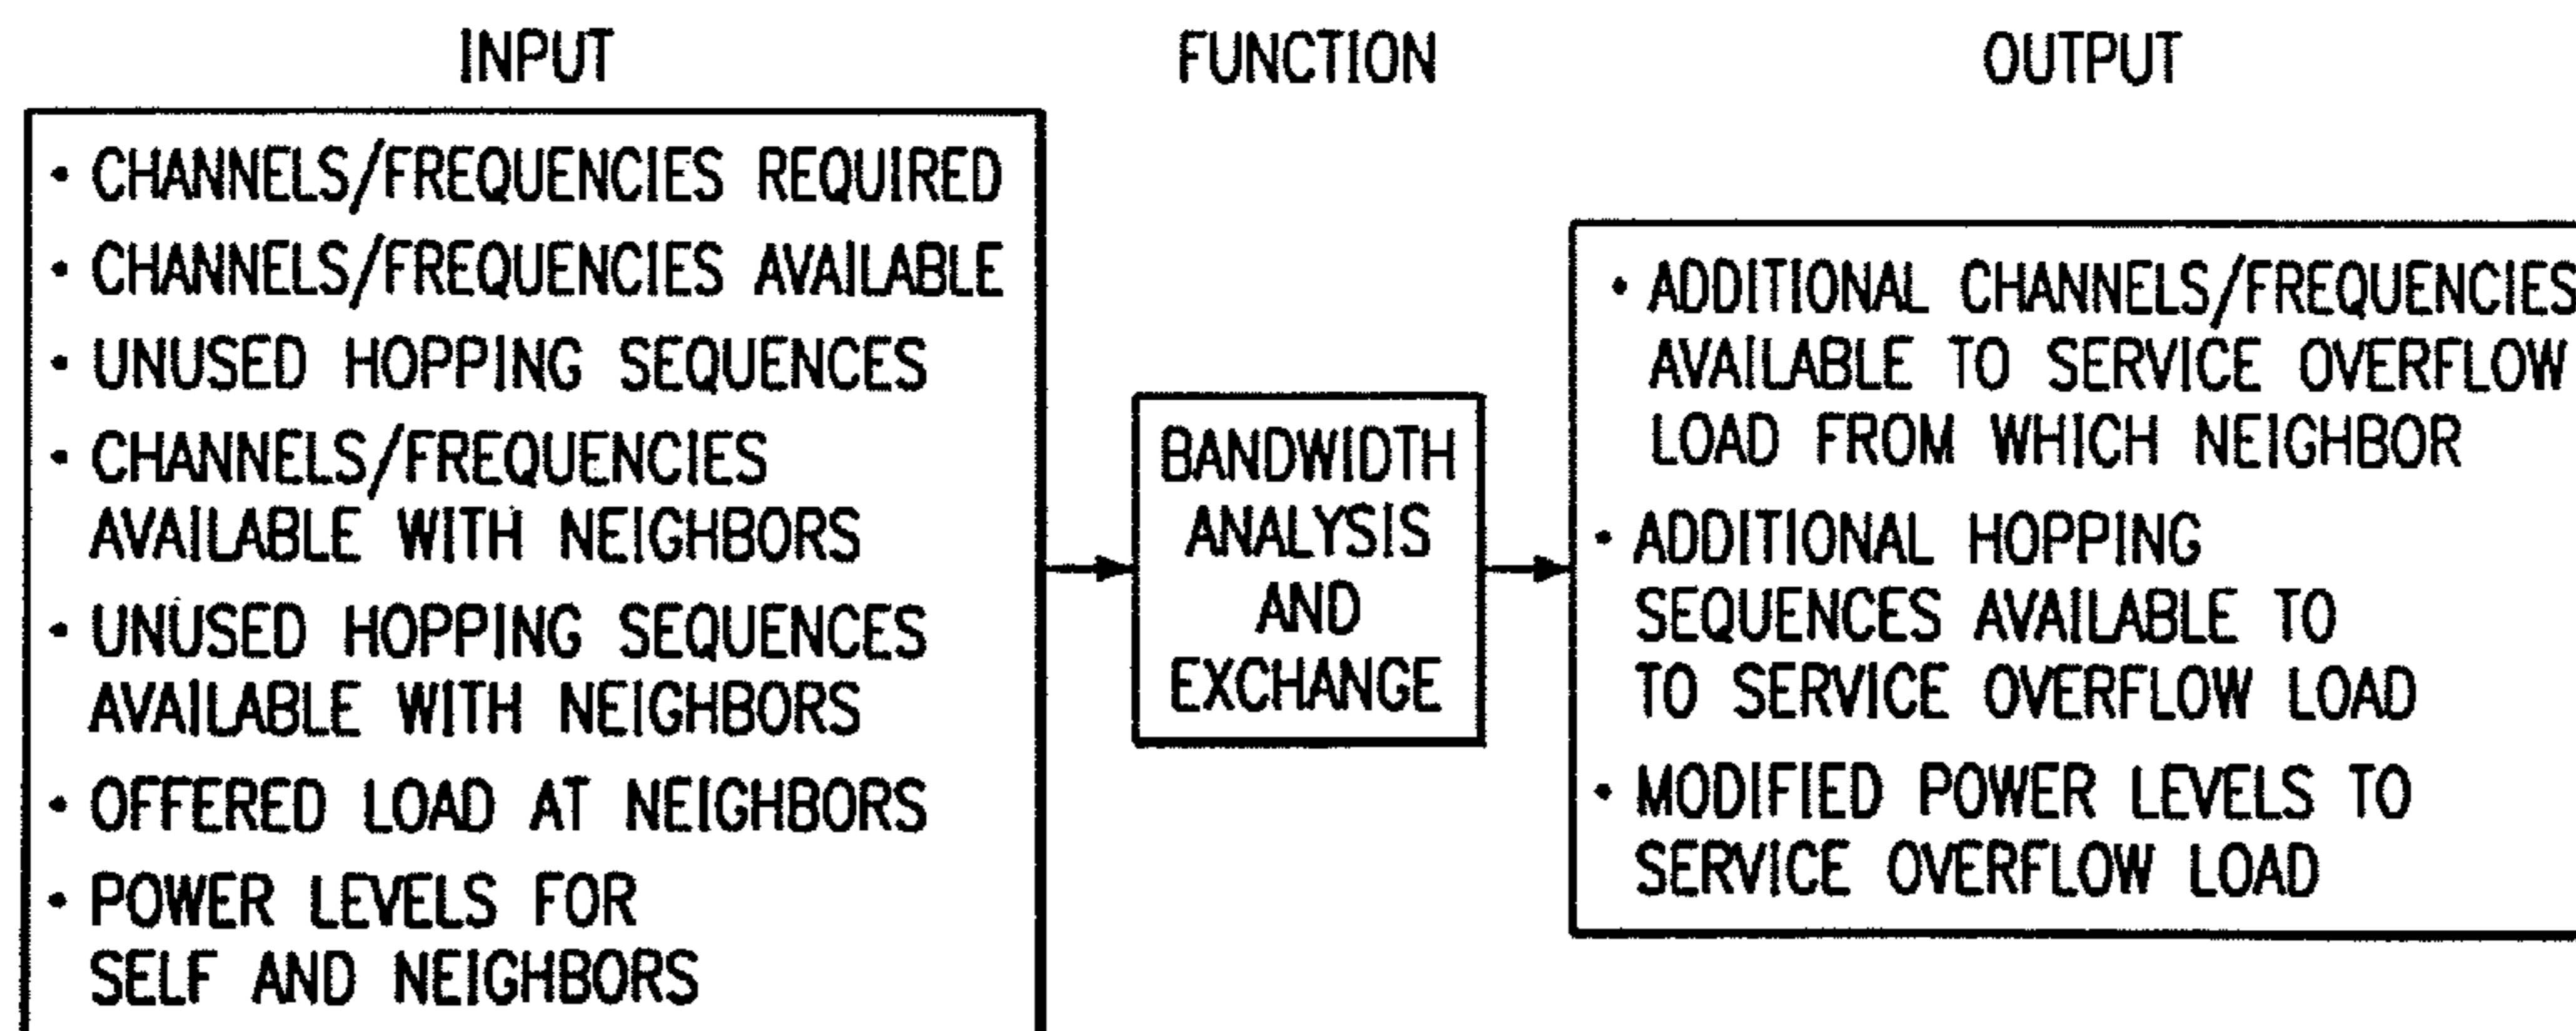 INPUT
• CHANNELS/FREQUENCIES REQUIRED
• CHANNELS/FREQUENCIES AVAILABLE
• UNUSED HOPPING SEQUENCES
• CHANNELS/FREQUENCIES
AVAILABLE WITH NEIGHBORS
• UNUSED HOPPING SEQUENCES
AVAILABLE WITH NEIGHBORS
• OFFERED LOAD AT NEIGHBORS
• POWER LEVELS FOR
SELF AND NEIGHBORS
FUNCTION
BANDWIDTH
ANALYSIS
AND
EXCHANGE
OUTPUT
• ADDITIONAL CHANNELS/FREQUENCIES
AVAILABLE TO SERVICE OVERFLOW
LOAD FROM WHICH NEIGHBOR
• ADDITIONAL HOPPING
SEQUENCES AVAILABLE TO
TO SERVICE OVERFLOW LOAD
• MODIFIED POWER LEVELS TO
SERVICE OVERFLOW LOAD